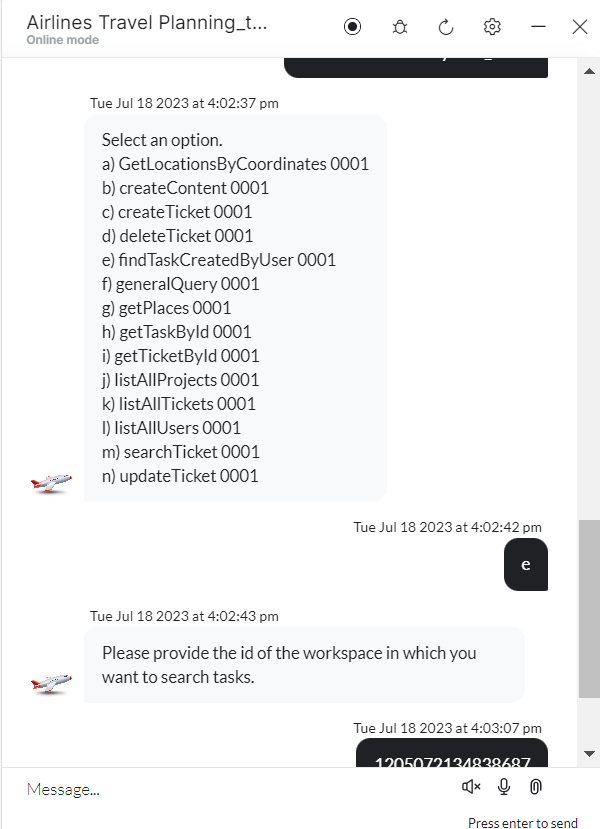 Airlines Travel Planning_t...
Online mode
Tue Jul 18 2023 at 4:02:37 pm
Select an option.
a) GetLocationsByCoordinates 0001
b) createContent 0001
c) createTicket 0001
d) deleteTicket 0001
e) findTaskCreatedByUser 0001
f) generalQuery 0001
g) getPlaces 0001
h) getTaskById 0001
i) getTicketById 0001
j) listAllProjects 0001
k) listAllTickets 0001
l) listAllUsers 0001
m) searchTicket 0001
n) updateTicket 0001
Tue Jul 18 2023 at 4:02:42 pm
e
Tue Jul 18 2023 at 4:02:43 pm
Please provide the id of the workspace in which you
want to search tasks.
Tue Jul 18 2023 at 4:03:07 pm
1205072134838687
Message...
Press enter to send